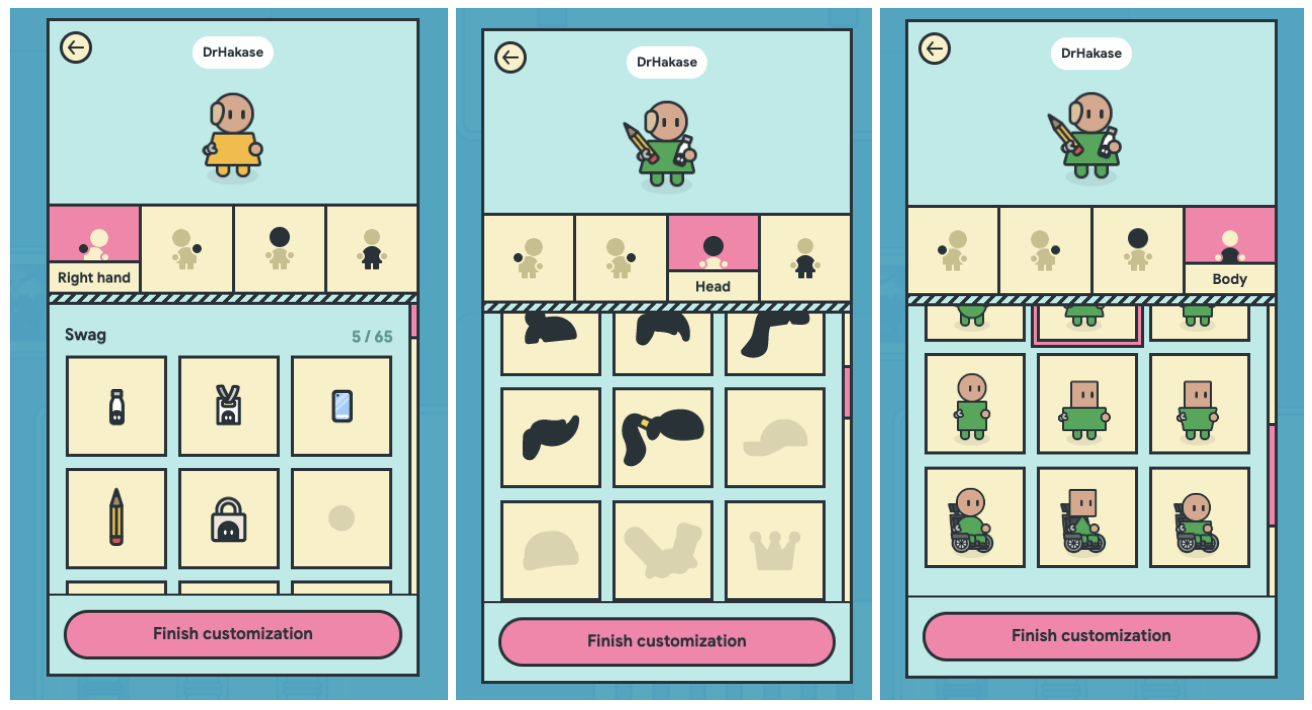 DrHakase
Right hand
Swag
5 / 65
Finish customization
DrHakase
Head
Finish customization
DrHakase
Body
Finish customization